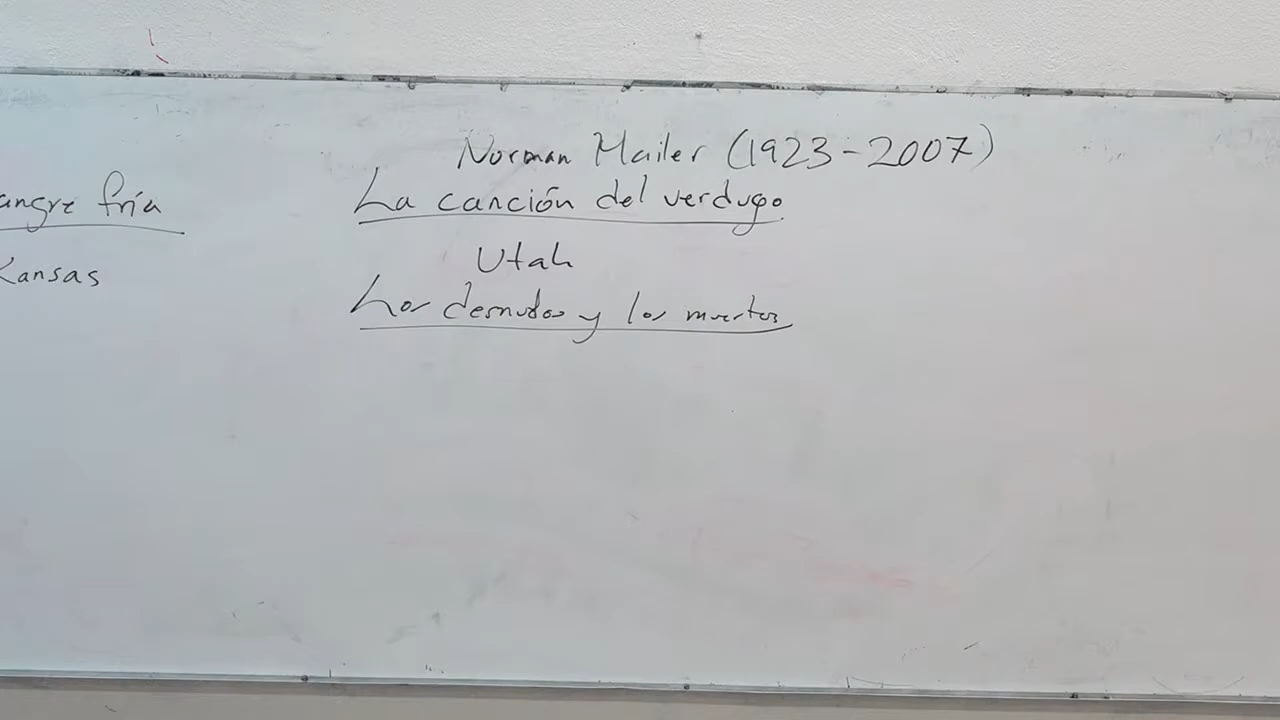 angre fría
Kansas
Norman Mailer (1923-2007)
La canción del verdugo
Utah
Los desnudos y los muertos